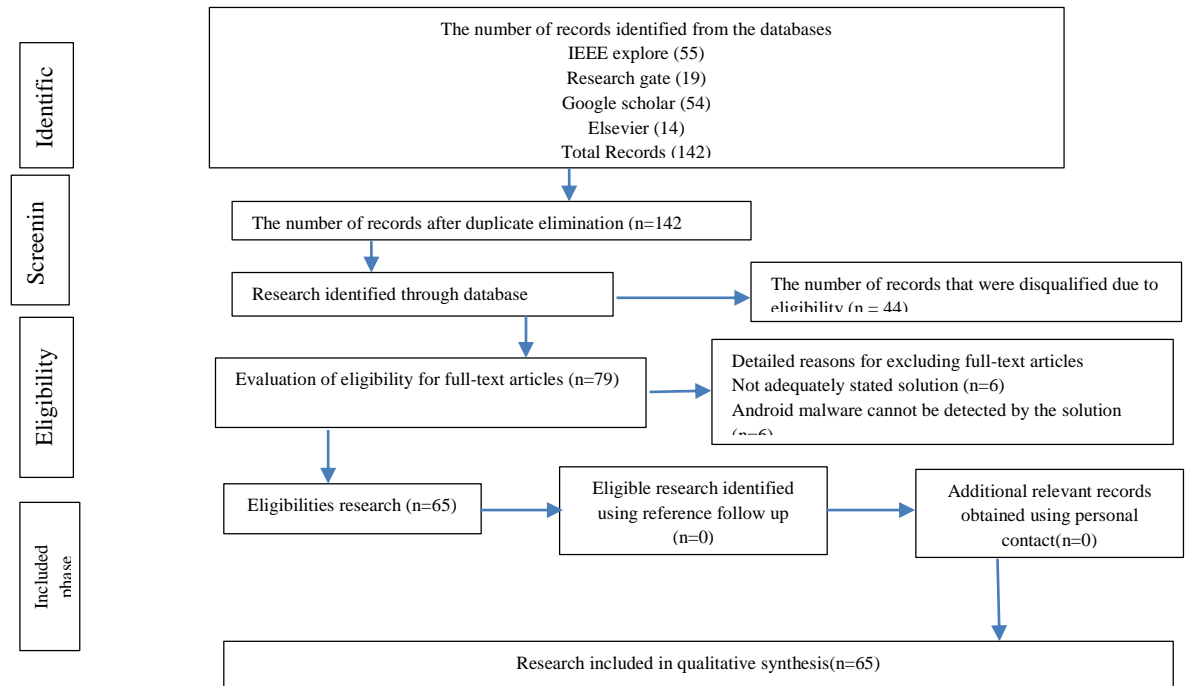 Identific
The number of records identified from the databases
IEEE explore (55)
Research gate (19)
Google scholar (54)
Elsevier (14)
Total Records (142)
Screenin
The number of records after duplicate elimination (n=142
Research identified through database
The number of records that were disqualified due to
eligibility (n = 44)
Eligibility
Evaluation of eligibility for full-text articles (n=79)
Detailed reasons for excluding full-text articles
Not adequately stated solution (n=6)
Android malware cannot be detected by the solution
(n=6)
Included
phase
Eligibilities research (n=65)
Eligible research identified
using reference follow up
(n=0)
Additional relevant records
obtained using personal
contact(n=0)
Research included in qualitative synthesis(n=65)